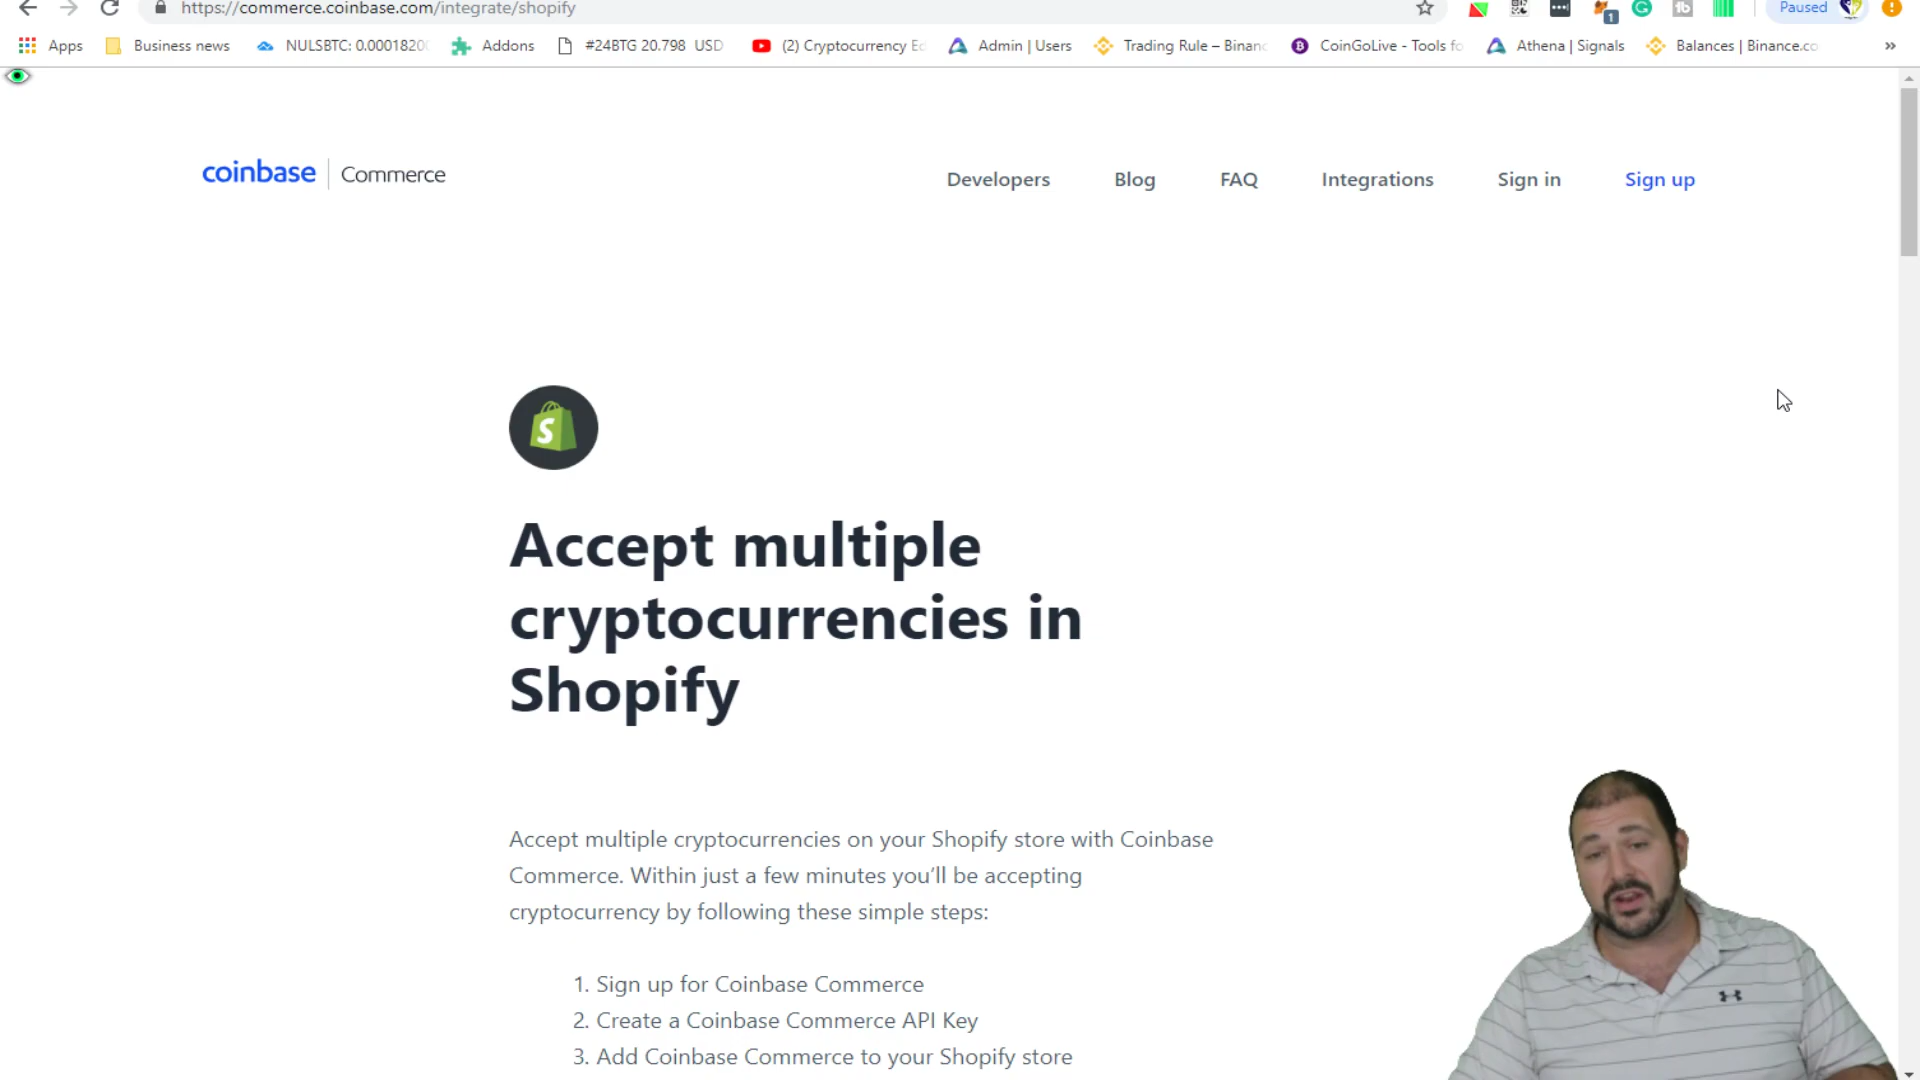 https://commerce.coinbase.com/integrate/shopify
Paused
Apps
Business news
NULSBTC: 0.0001820
Addons
#24BTG 20.798 USD
(2) Cryptocurrency E
Admin | Users
Trading Rule – Binan
CoinGoLive - Tools fo
Athena | Signals
Balances | Binance.co
»
coinbase | Commerce
Developers
Blog
FAQ
Integrations
Sign in
Sign up
Accept multiple
cryptocurrencies in
Shopify
Accept multiple cryptocurrencies on your Shopify store with Coinbase
Commerce. Within just a few minutes you’ll be accepting
cryptocurrency by following these simple steps:
1. Sign up for Coinbase Commerce
2. Create a Coinbase Commerce API Key
3. Add Coinbase Commerce to your Shopify store